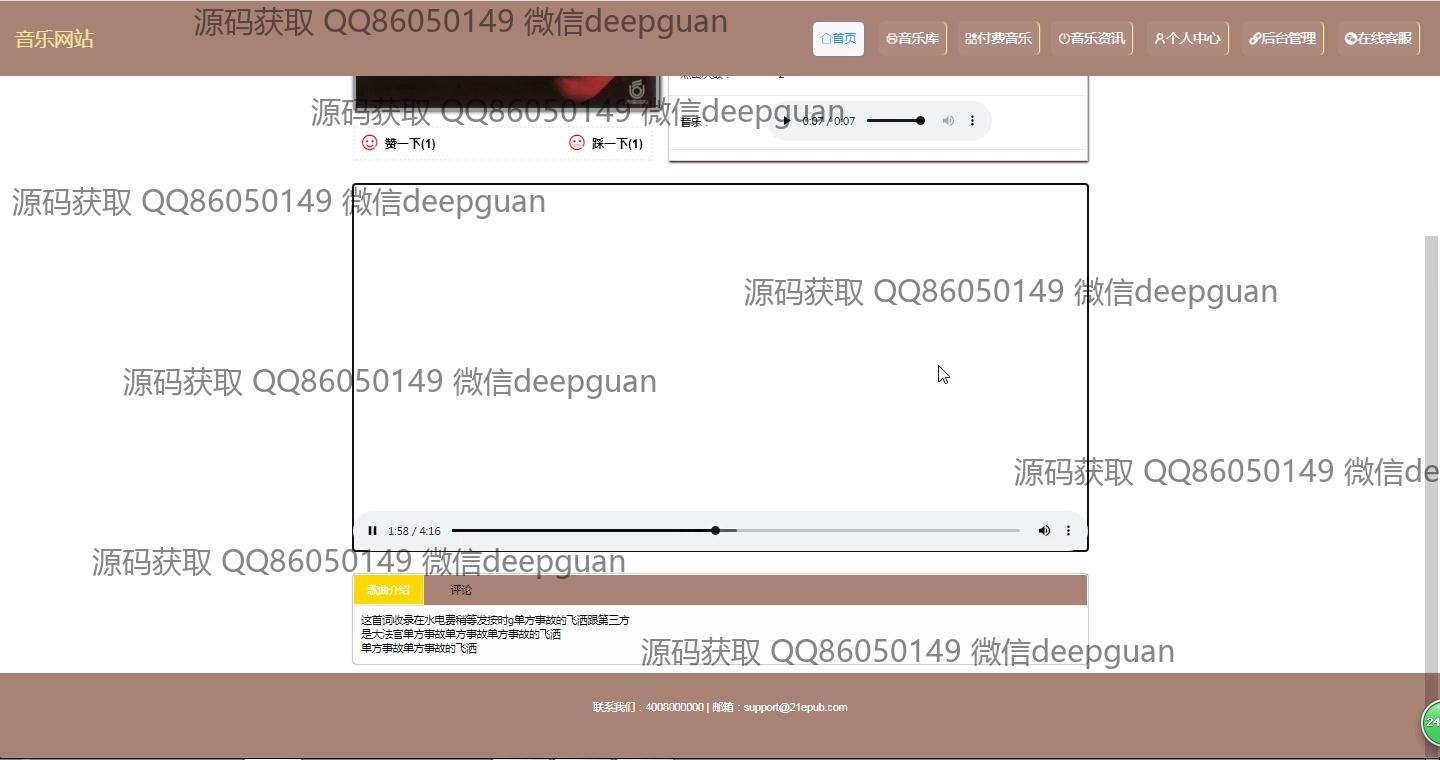 音乐网站
首页
音乐库
付费音乐
音乐资讯
个人中心
后台管理
在线客服
源码获取 QQ86050149 微信deepguan
源码获取 QQ86050149 微信deepguan
音乐：
0:07 / 0:07
赞一下(1)
踩一下(1)
源码获取 QQ86050149 微信deepguan
源码获取 QQ86050149 微信deepguan
源码获取 QQ86050149 微信deepguan
源码获取 QQ86050149 微信de
1:58 / 4:16
源码获取 QQ86050149 微信deepguan
歌曲介绍
评论
这首词收录在水电费稍等发按时g单方事故的飞洒跟第三方
是大法官单方事故单方事故单方事故的飞洒
单方事故单方事故的飞洒
源码获取 QQ86050149 微信deepguan
联系我们：4008000000 | 邮箱：support@21epub.com
24